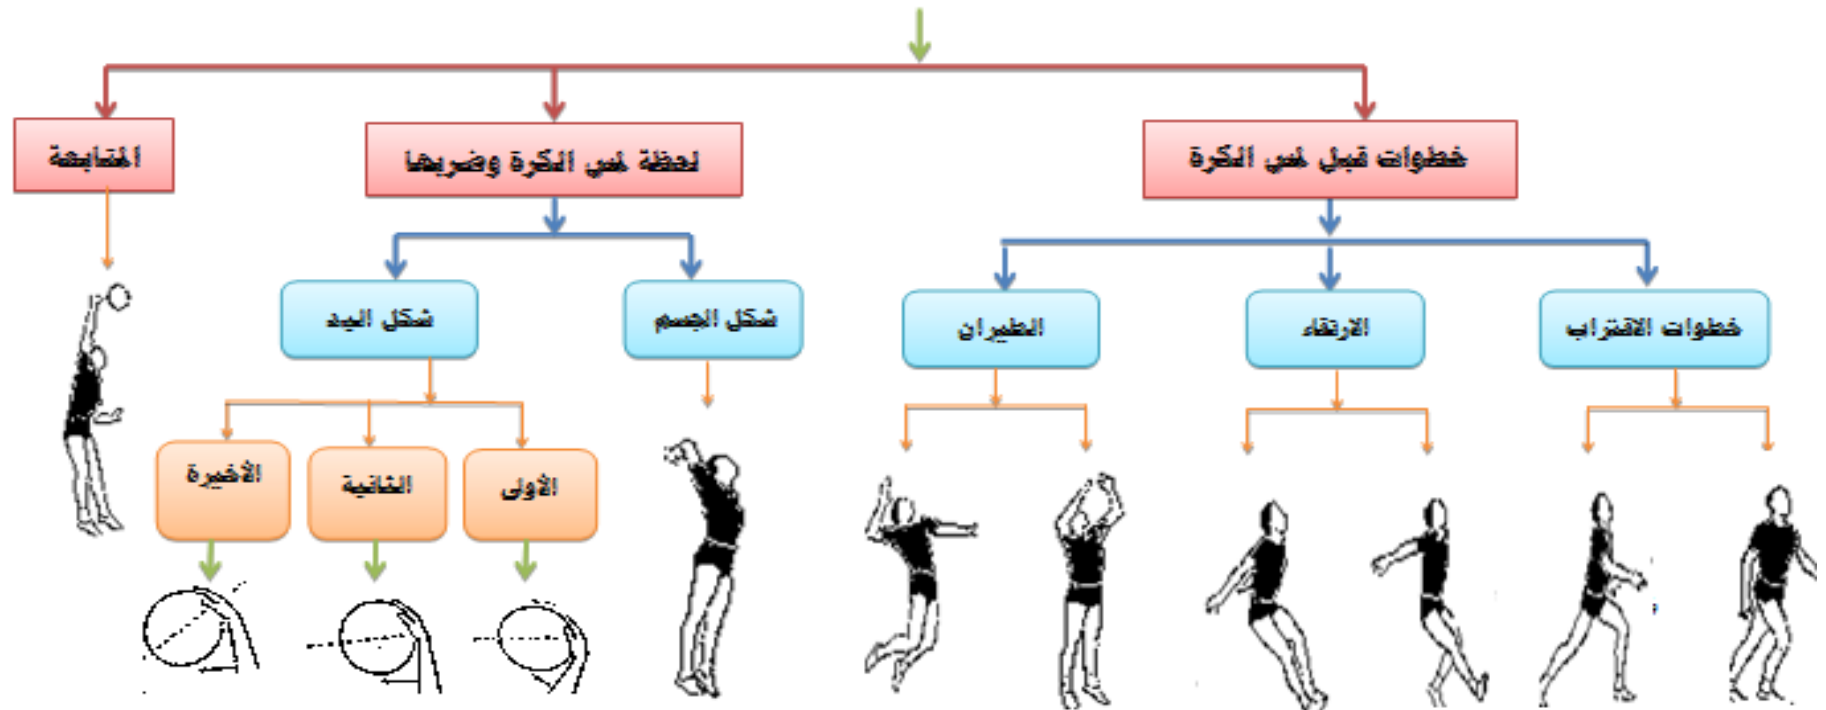 خطوات قبل لمس الكرة
لحظة لمس الكرة وضربها
المتابعة
خطوات الاقتراب
الارتقاء
الطيران
شكل الجسم
شكل اليد
الأولى
الثانية
الأخيرة